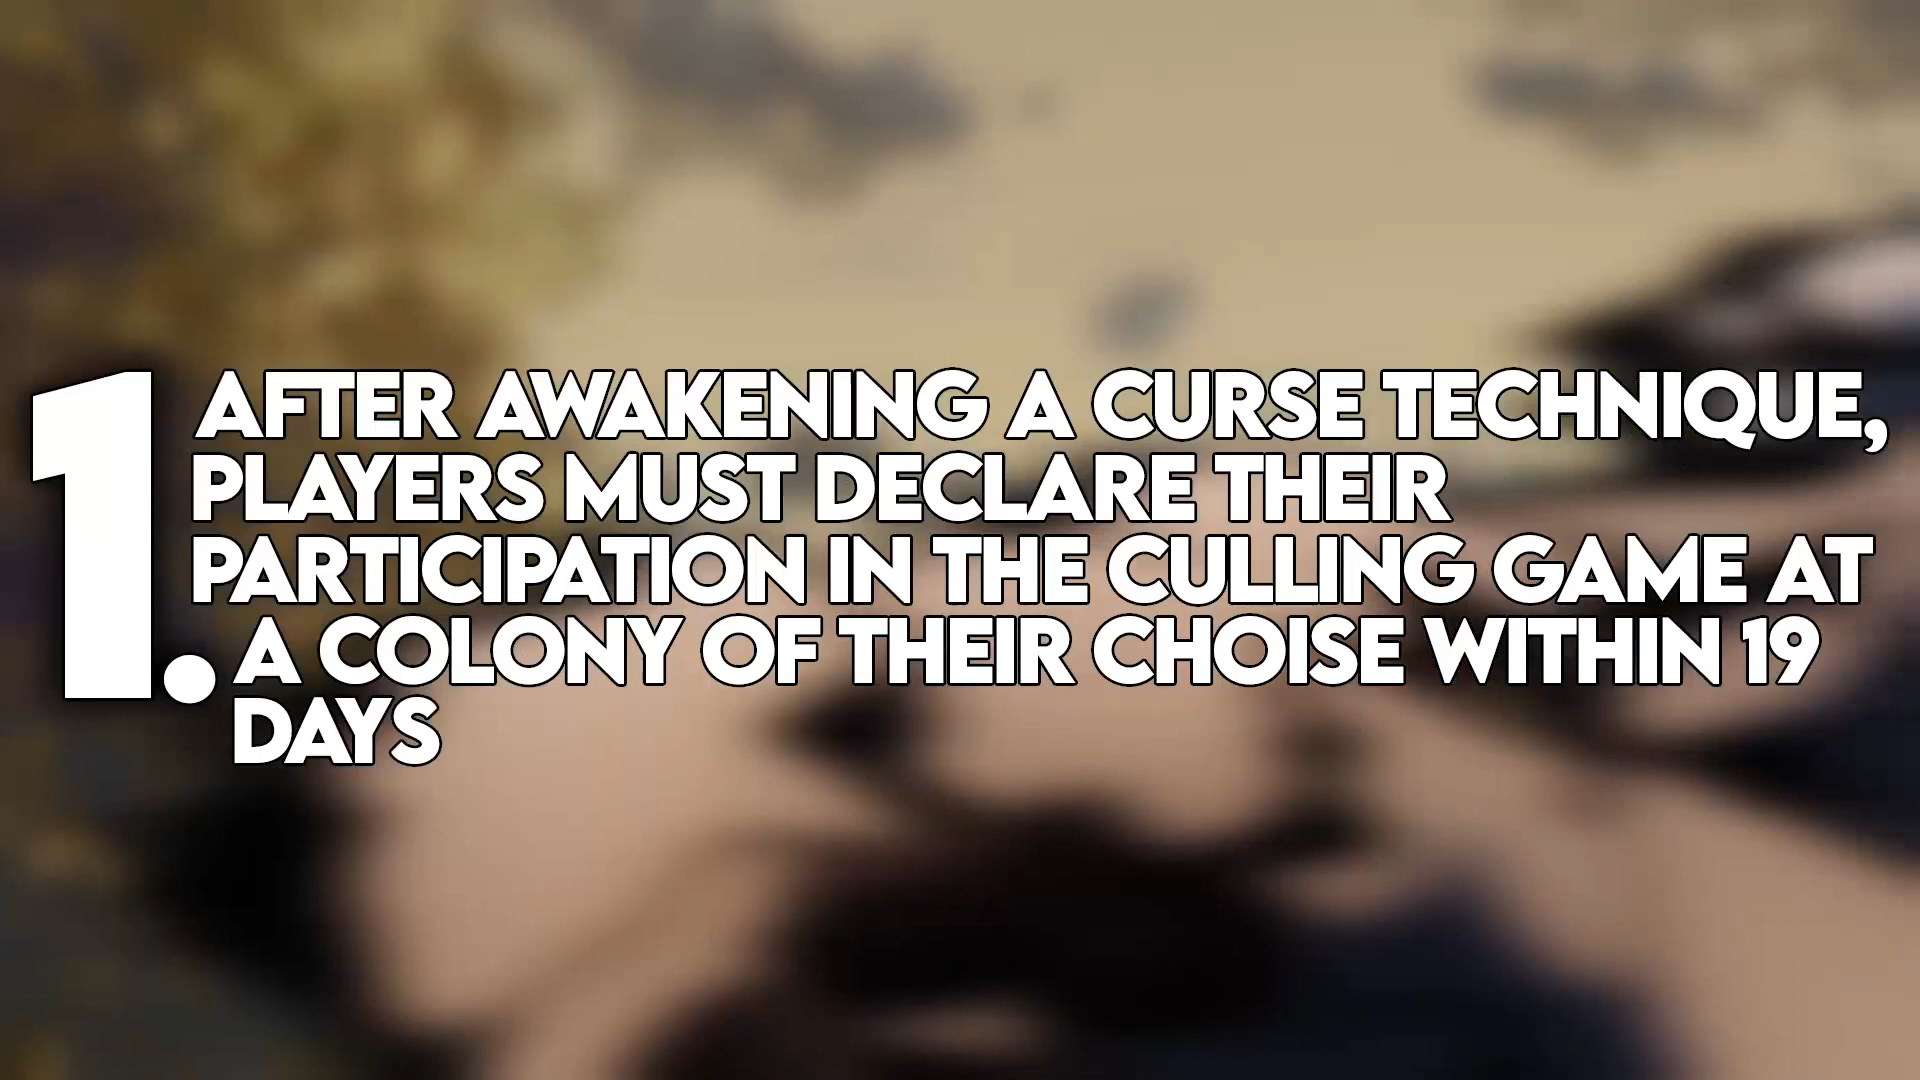 1. AFTER AWAKENING A CURSE TECHNIQUE,
PLAYERS MUST DECLARE THEIR
PARTICIPATION IN THE CULLING GAME AT
A COLONY OF THEIR CHOISE WITHIN 19
DAYS